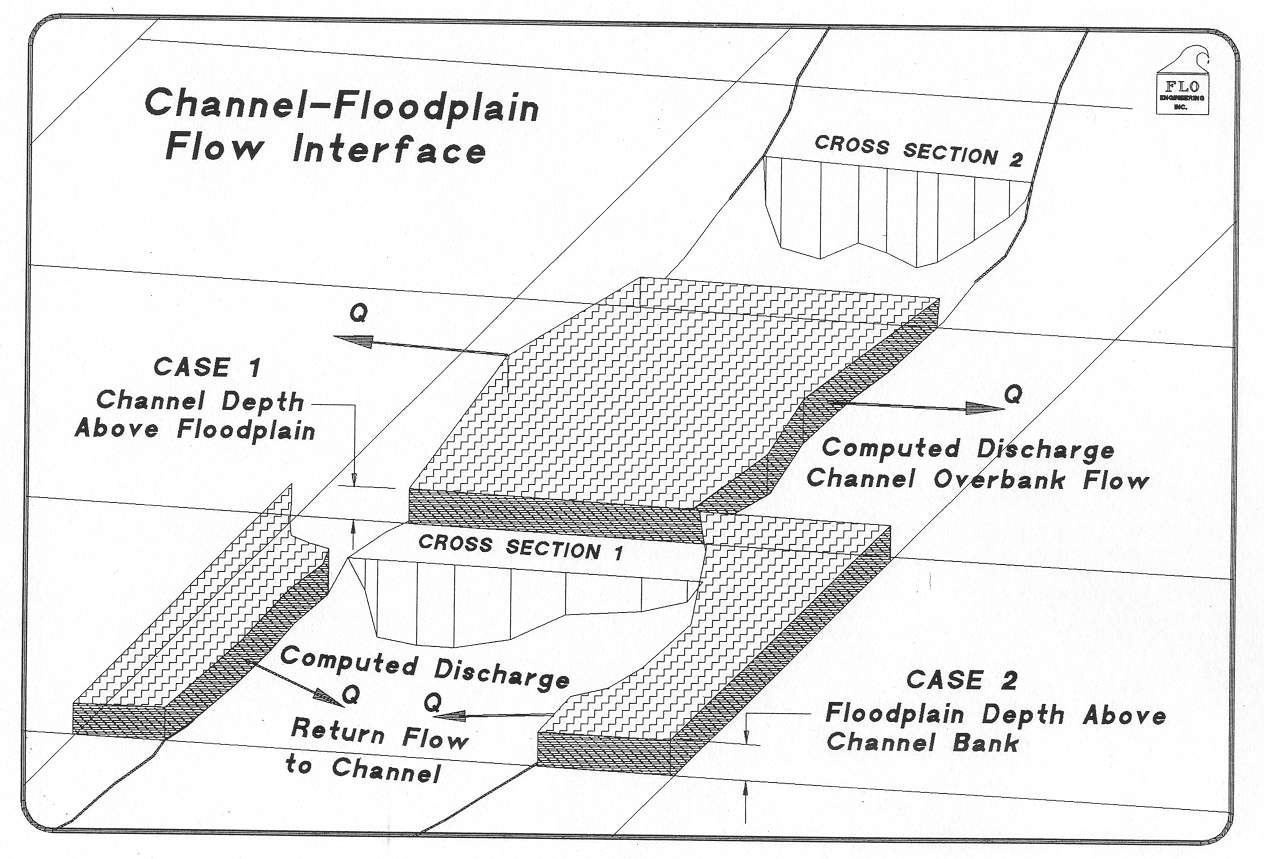 Channel-Floodplain
Flow Interface
FLO
ENGINEERING
INC.
CROSS SECTION 2
Q
CASE 1
Channel Depth
Above Floodplain
Q
Computed Discharge
Channel Overbank Flow
CROSS SECTION 1
Computed Discharge
Q
Q
Return Flow
to Channel
CASE 2
Floodplain Depth Above
Channel Bank